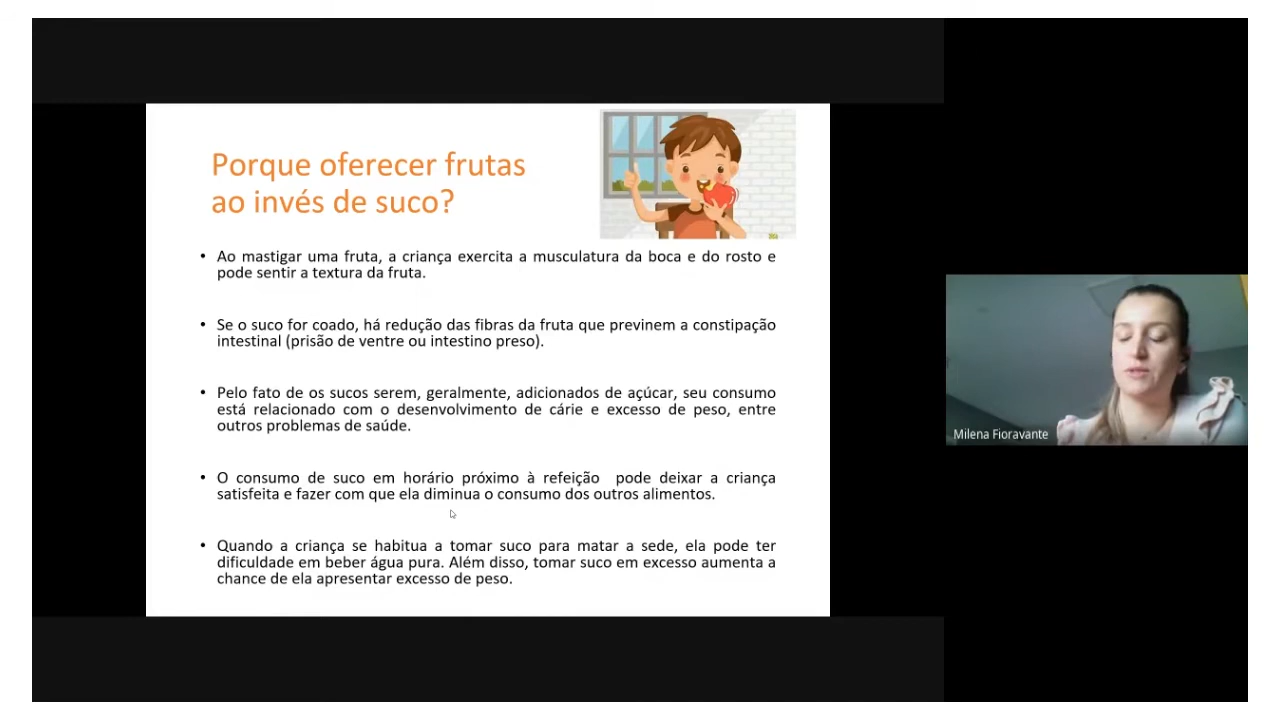 Porque oferecer frutas
ao invés de suco?
• Ao mastigar uma fruta, a criança exercita a musculatura da boca e do rosto e
pode sentir a textura da fruta.
• Se o suco for coado, há redução das fibras da fruta que previnem a constipação
intestinal (prisão de ventre ou intestino preso).
• Pelo fato de os sucos serem, geralmente, adicionados de açúcar, seu consumo
está relacionado com o desenvolvimento de cárie e excesso de peso, entre
outros problemas de saúde.
• O consumo de suco em horário próximo à refeição  pode deixar a criança
satisfeita e fazer com que ela diminua o consumo dos outros alimentos.
• Quando a criança se habitua a tomar suco para matar a sede, ela pode ter
dificuldade em beber água pura. Além disso, tomar suco em excesso aumenta a
chance de ela apresentar excesso de peso.
Milena Fioravante